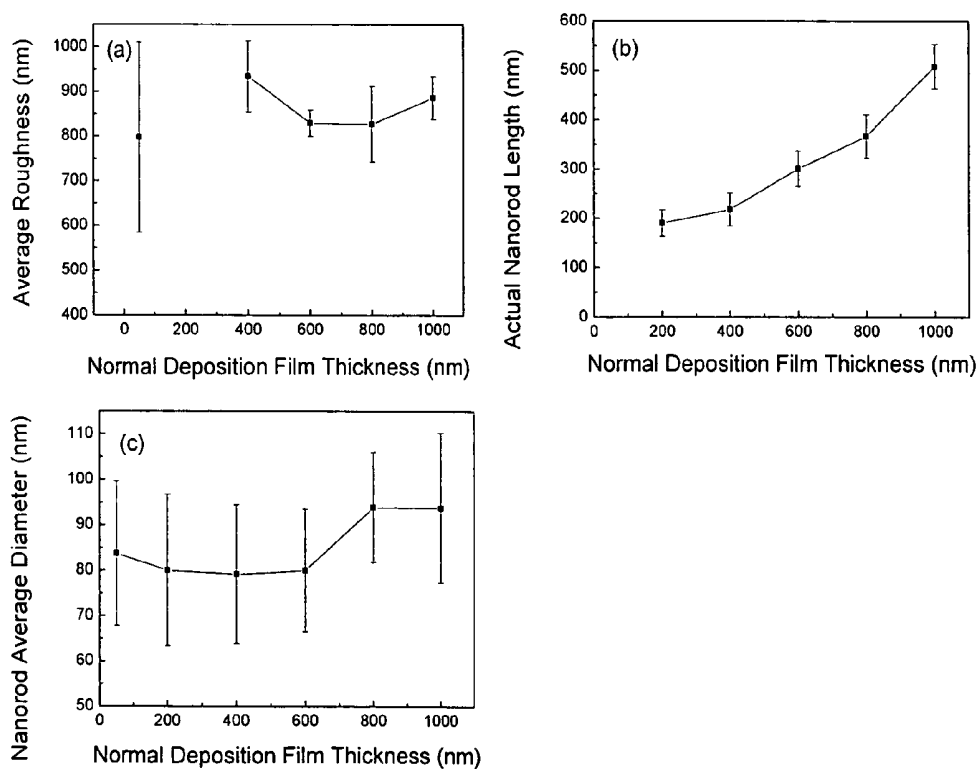 (a)
Average Roughness (nm)
1000
900
800
700
600
500
400
0 200 400 600 800 1000
Normal Deposition Film Thickness (nm)
(b)
Actual Nanorod Length (nm)
600
500
400
300
200
100
0
0 200 400 600 800 1000
Normal Deposition Film Thickness (nm)
(c)
Nanorod Average Diameter (nm)
110
100
90
80
70
60
50
0 200 400 600 800 1000
Normal Deposition Film Thickness (nm)